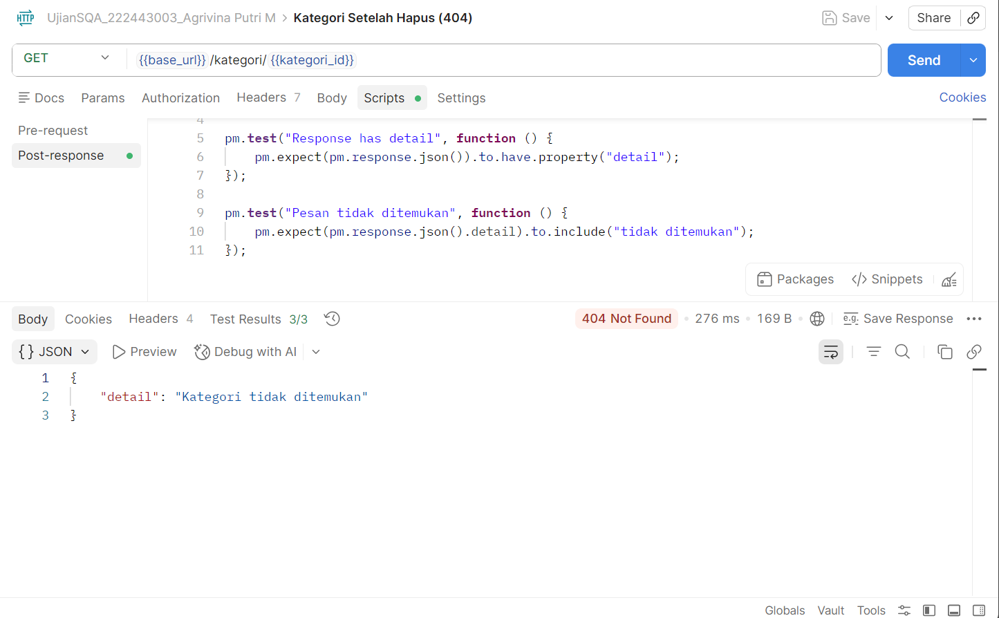 HTTP UjianSQA_222443003_Agrivina Putri M > Kategori Setelah Hapus (404) Save Share
GET {{base_url}} /kategori/ {{kategori_id}} Send
Docs Params Authorization Headers 7 Body Scripts Settings Cookies
Pre-request
Post-response
4
5 pm.test("Response has detail", function () {
6 pm.expect(pm.response.json()).to.have.property("detail");
7 });
8
9 pm.test("Pesan tidak ditemukan", function () {
10 pm.expect(pm.response.json().detail).to.include("tidak ditemukan");
11 });
Packages </> Snippets
Body Cookies Headers 4 Test Results 3/3 404 Not Found • 276 ms • 169 B • e.g. Save Response
{} JSON Preview Debug with AI
1 {
2 "detail": "Kategori tidak ditemukan"
3 }
Globals Vault Tools